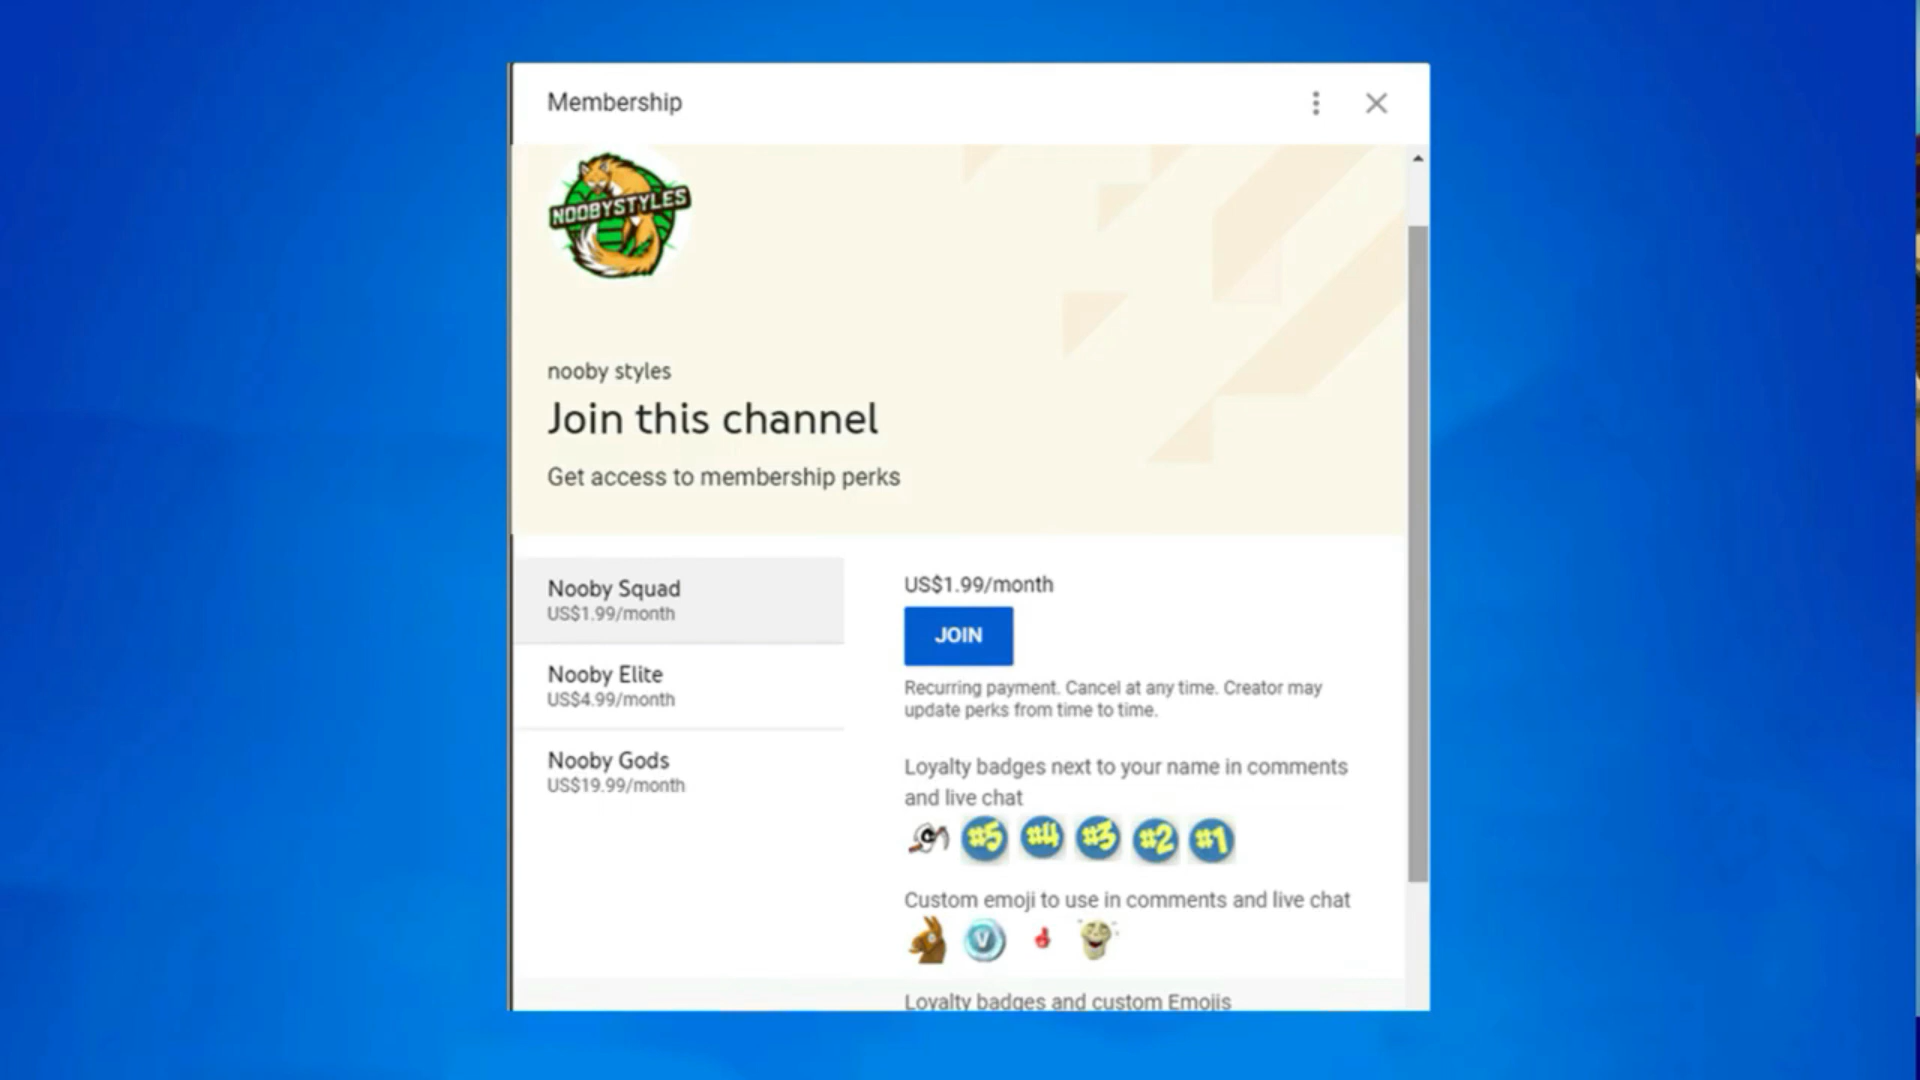 Membership
NOOBYSTYLES
nooby styles
Join this channel
Get access to membership perks
Nooby Squad
US$1.99/month
Nooby Elite
US$4.99/month
Nooby Gods
US$19.99/month
US$1.99/month
JOIN
Recurring payment. Cancel at any time. Creator may
update perks from time to time.
Loyalty badges next to your name in comments
and live chat
#5 #4 #3 #2 #1
Custom emoji to use in comments and live chat
V
Loyalty badges and custom Emojis